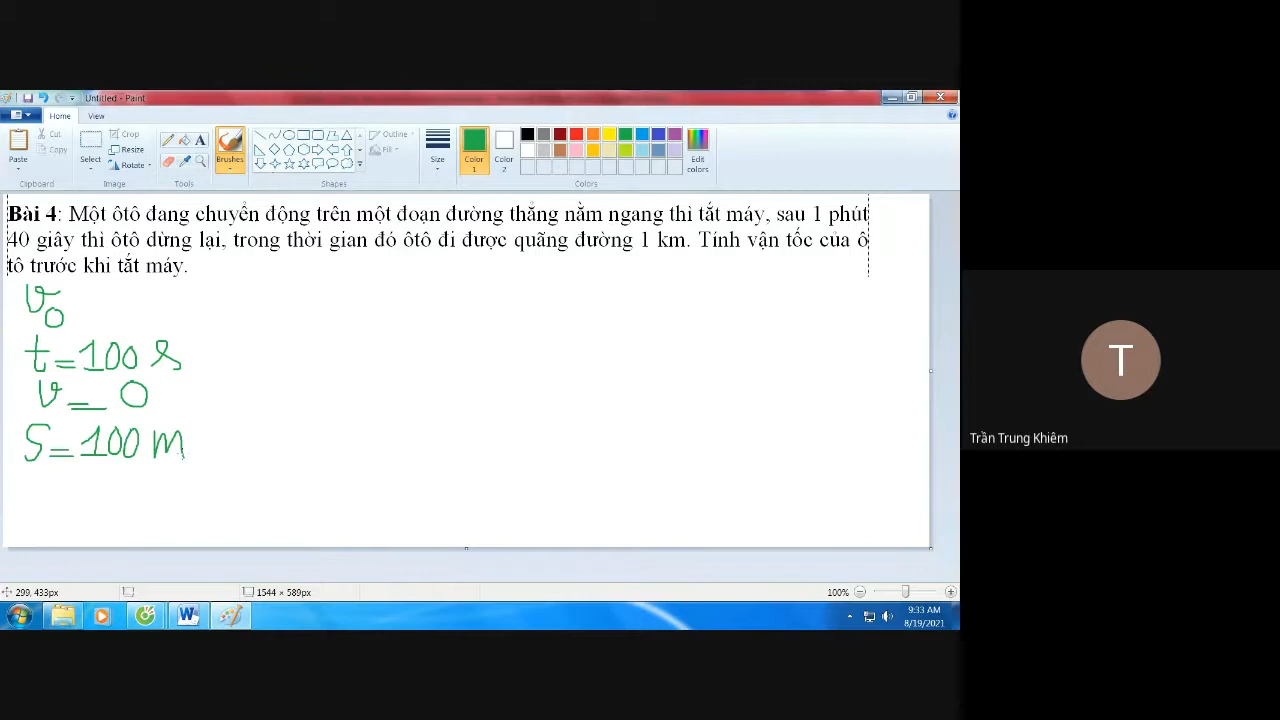 Untitled - Paint
Home View
Paste
Cut
Copy
Clipboard
Select
Crop
Resize
Rotate
Image
Tools
Brushes
Outline
Fill
Shapes
Size
Color 1
Color 2
Edit colors
Colors
Bài 4: Một ôtô đang chuyển động trên một đoạn đường thẳng nằm ngang thì tắt máy, sau 1 phút
40 giây thì ôtô dừng lại, trong thời gian đó ôtô đi được quãng đường 1 km. Tính vận tốc của ô
tô trước khi tắt máy.
v0
t = 100 s
v = 0
S = 100 m
T
Trần Trung Khiêm
299, 433px
1544 × 589px
100%
9:33 AM
8/19/2021